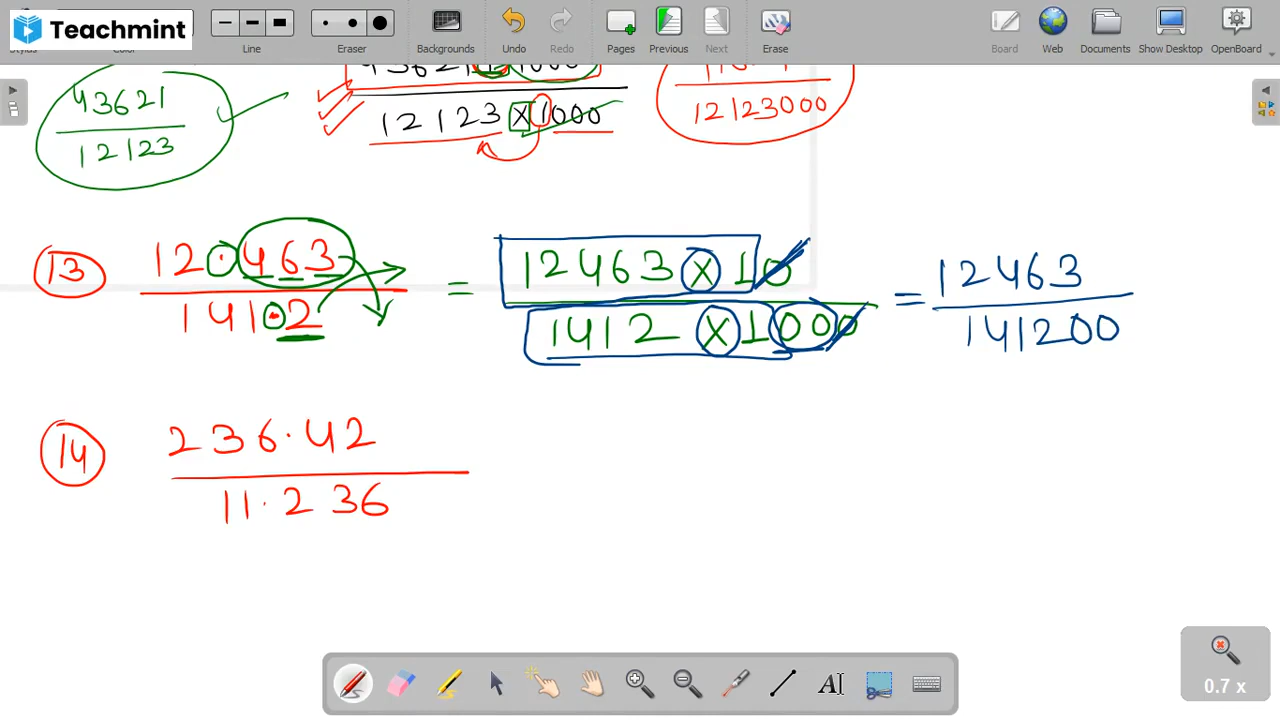 Teachmint
Line
Eraser
Backgrounds
Undo
Redo
Pages
Previous
Next
Erase
Board
Web
Documents
Show Desktop
OpenBoard
43621
12123
12123 X 1000
12123000
13
120.463
141.2
=
12463 X 10
1412 X 1000
=
12463
141200
14
236.42
11.236
0.7 x